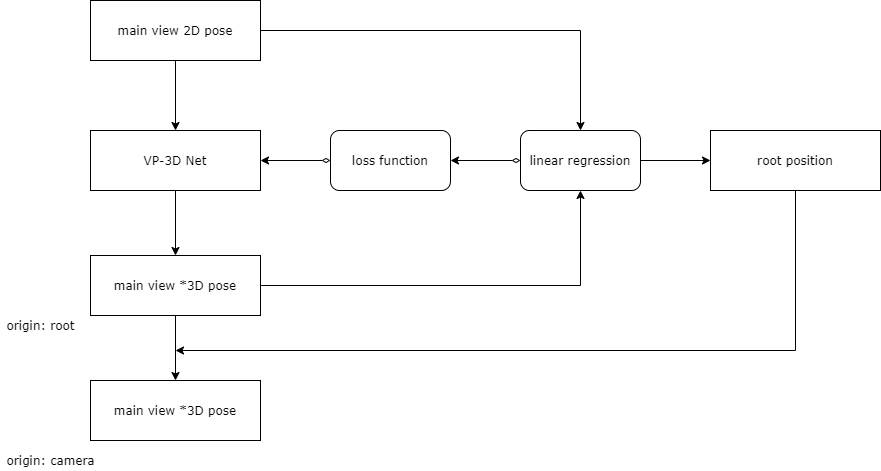 main view 2D pose
VP-3D Net
loss function
linear regression
root position
main view *3D pose
origin: root
main view *3D pose
origin: camera